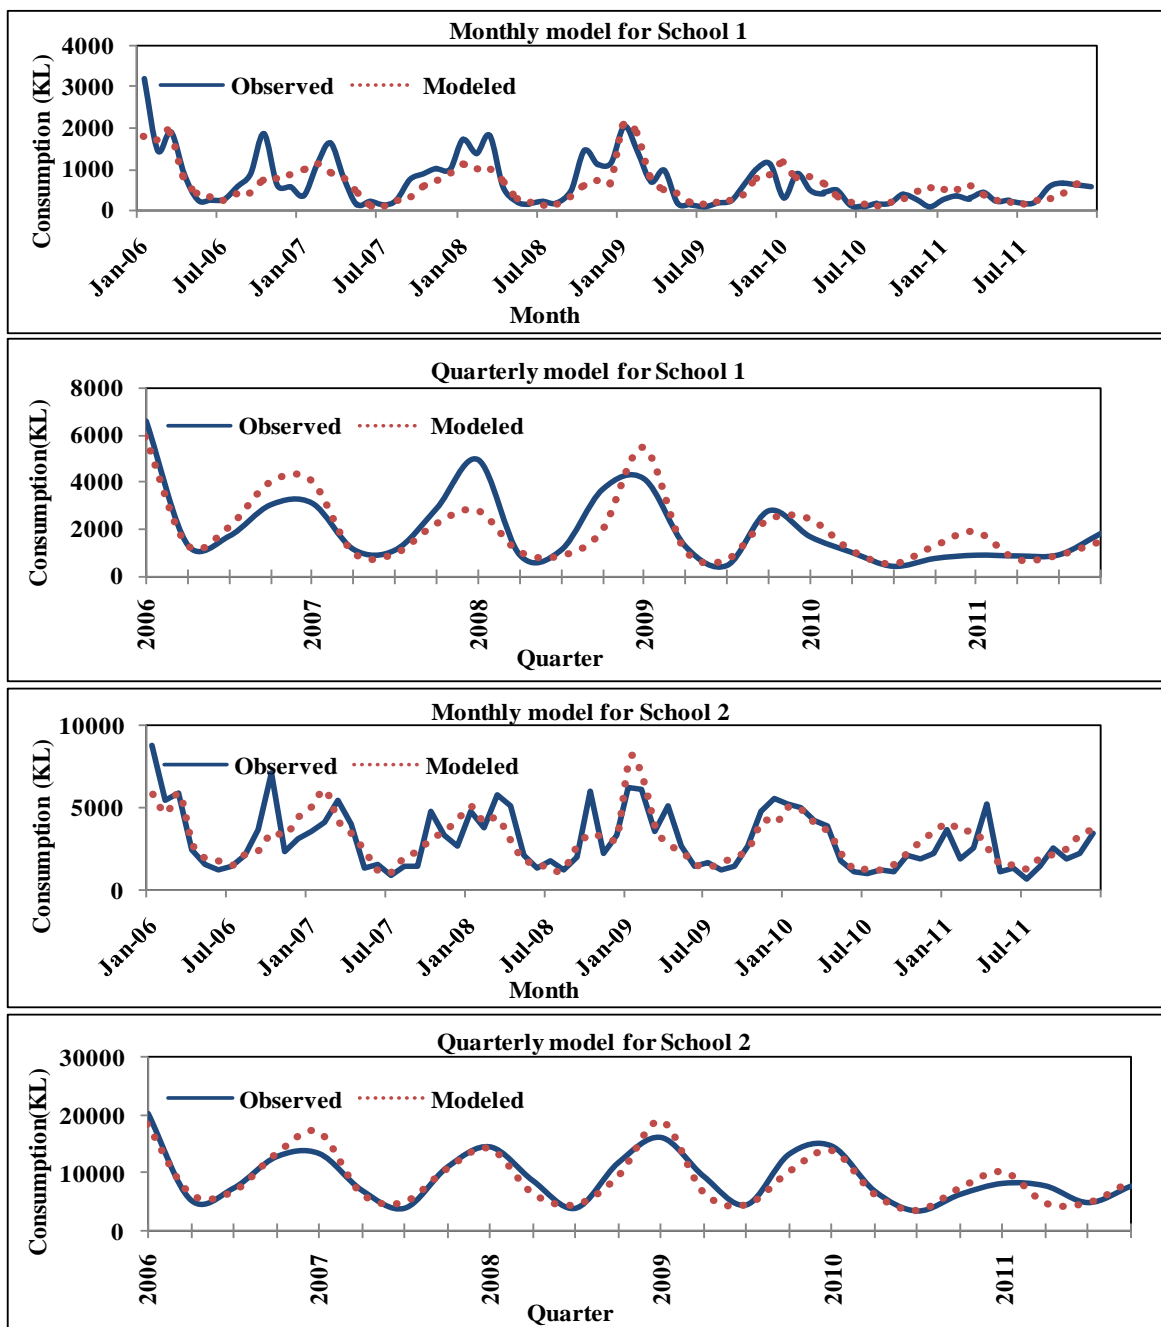 Monthly model for School 1
Consumption (KL)
4000
3000
2000
1000
0
Observed Modeled
Jan-06 Jul-06 Jan-07 Jul-07 Jan-08 Jul-08 Jan-09 Jul-09 Jan-10 Jul-10 Jan-11 Jul-11
Month
Quarterly model for School 1
Consumption(KL)
8000
6000
4000
2000
0
Observed Modeled
2006 2007 2008 2009 2010 2011
Quarter
Monthly model for School 2
Consumption (KL)
10000
5000
0
Observed Modeled
Jan-06 Jul-06 Jan-07 Jul-07 Jan-08 Jul-08 Jan-09 Jul-09 Jan-10 Jul-10 Jan-11 Jul-11
Month
Quarterly model for School 2
Consumption(KL)
30000
20000
10000
0
Observed Modeled
2006 2007 2008 2009 2010 2011
Quarter